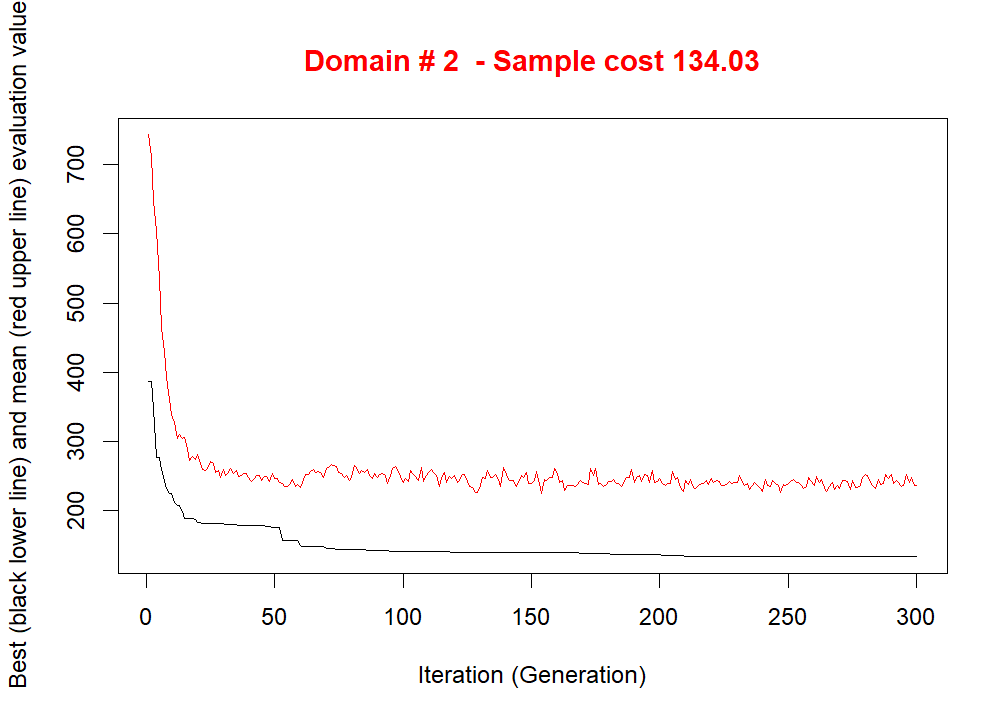 Domain # 2  - Sample cost 134.03
Best (black lower line) and mean (red upper line) evaluation value
700
600
500
400
300
200
0 50 100 150 200 250 300
Iteration (Generation)